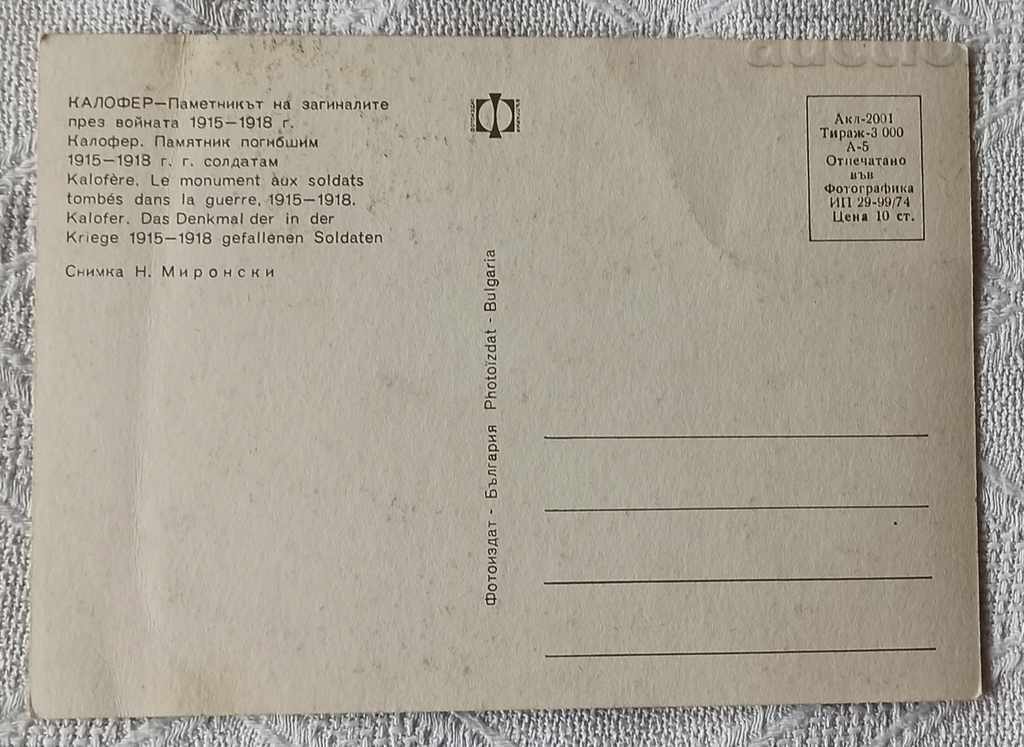 КАЛОФЕР—Паметникът на загиналите
през войната 1915—1918 г.
Калофер. Памятник погибшим
1915—1918 г. г. солдатам
Kalofère. Le monument aux soldats
tombés dans la guerre, 1915—1918.
Kalofer. Das Denkmal der in der
Kriege 1915—1918 gefallenen Soldaten
Снимка Н. Миронски
Фотоиздат - България Photoïzdat - Bulgaria
Акл-2001
Тираж-3 000
А-5
Отпечатано
във
Фотографика
ИП 29-99/74
Цена 10 ст.